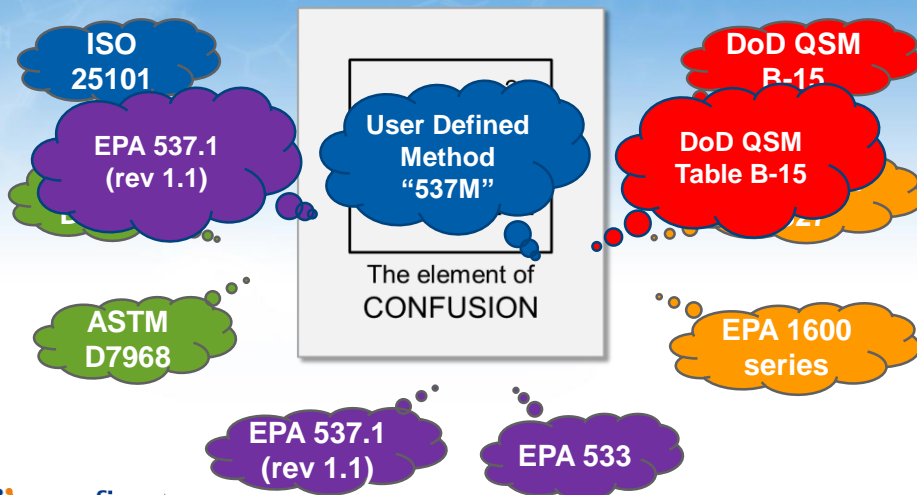 ISO
25101
DoD QSM
B-15
EPA 537.1
(rev 1.1)
User Defined
Method
“537M”
DoD QSM
Table B-15
The element of
CONFUSION
ASTM
D7968
EPA 1600
series
EPA 537.1
(rev 1.1)
EPA 533